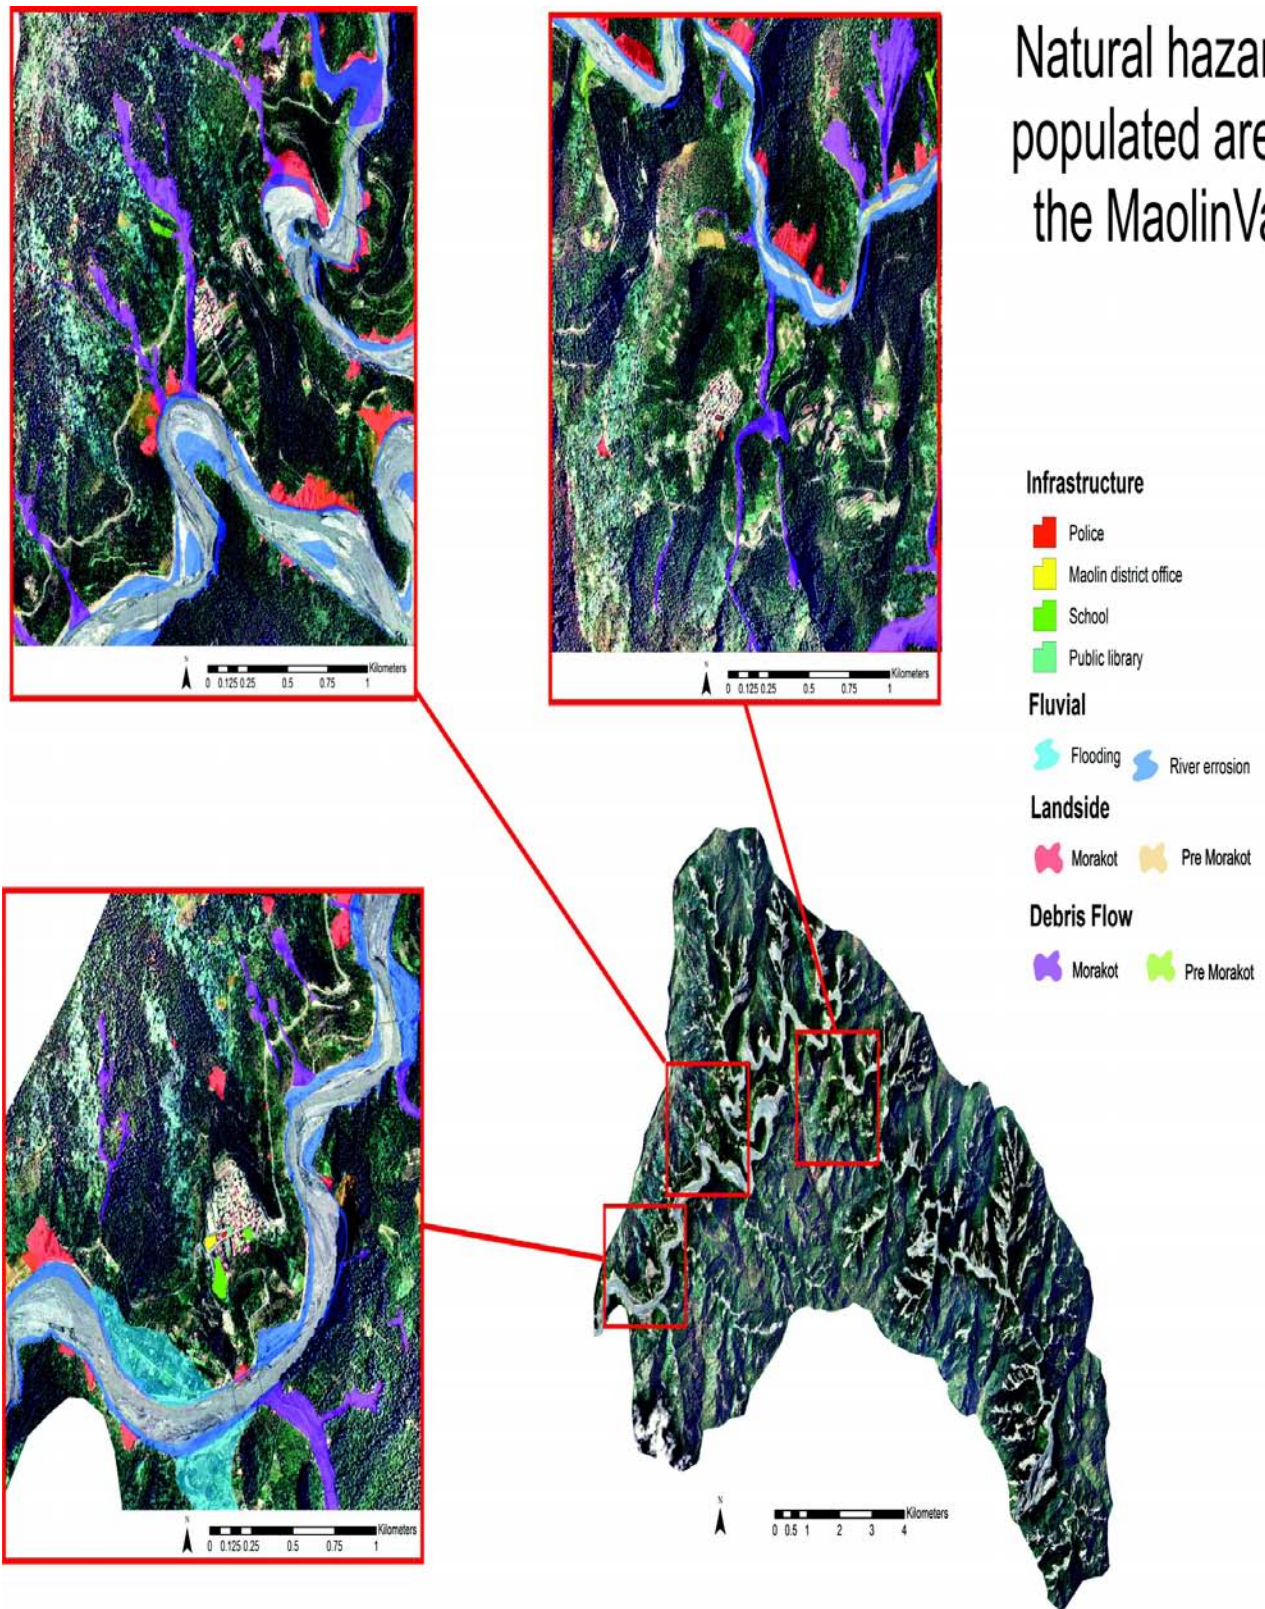 Natural hazar
populated are
the MaolinVa
N
Kilometers
0 0.125 0.25 0.5 0.75 1
N
Kilometers
0 0.125 0.25 0.5 0.75 1
Infrastructure
Police
Maolin district office
School
Public library
Fluvial
Flooding River errosion
Landside
Morakot Pre Morakot
Debris Flow
Morakot Pre Morakot
N
Kilometers
0 0.125 0.25 0.5 0.75 1
N
Kilometers
0 0.5 1 2 3 4